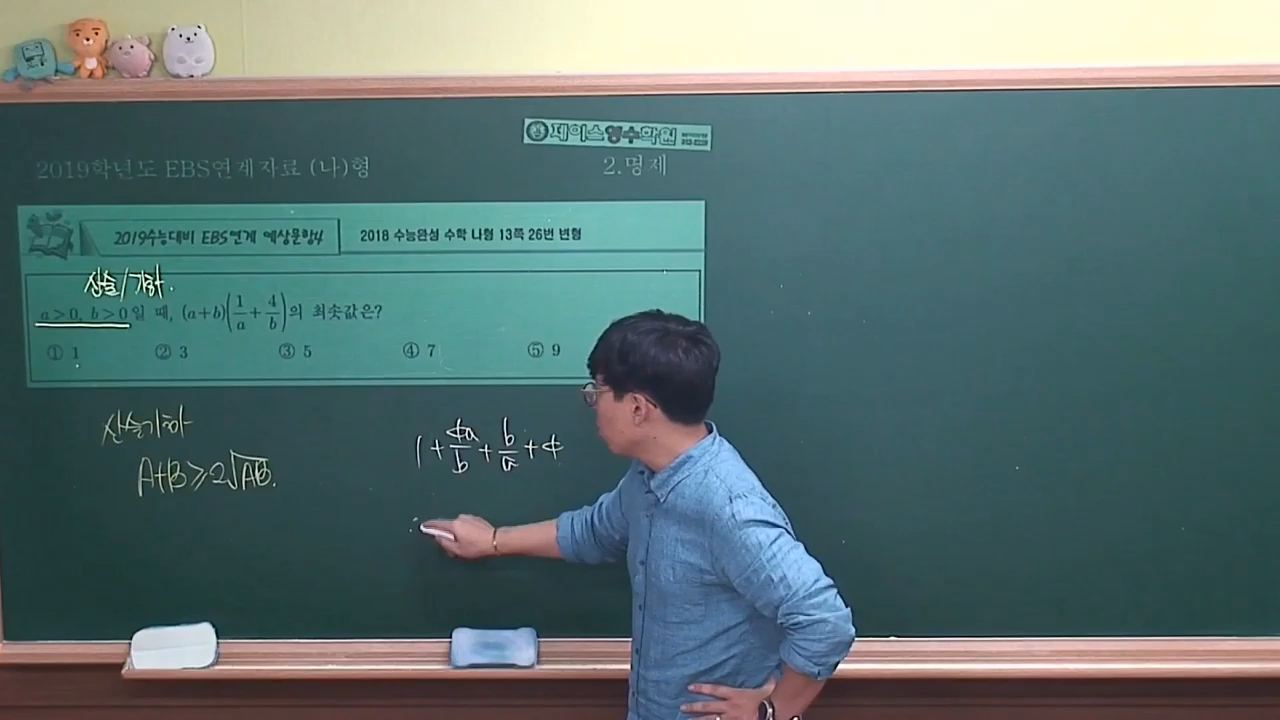 제이스영수학원
2019학년도 EBS연계자료 (나)형
2.명제
2019수능대비 EBS연계 예상문항4
2018 수능완성 수학 나형 13쪽 26번 변형
산술/기하.
a>0, b>0일 때, (a+b)(1/a+4/b)의 최솟값은?
① 1 ② 3 ③ 5 ④ 7 ⑤ 9
산술기하
A+B≥2√AB.
1+4a/b+b/a+4